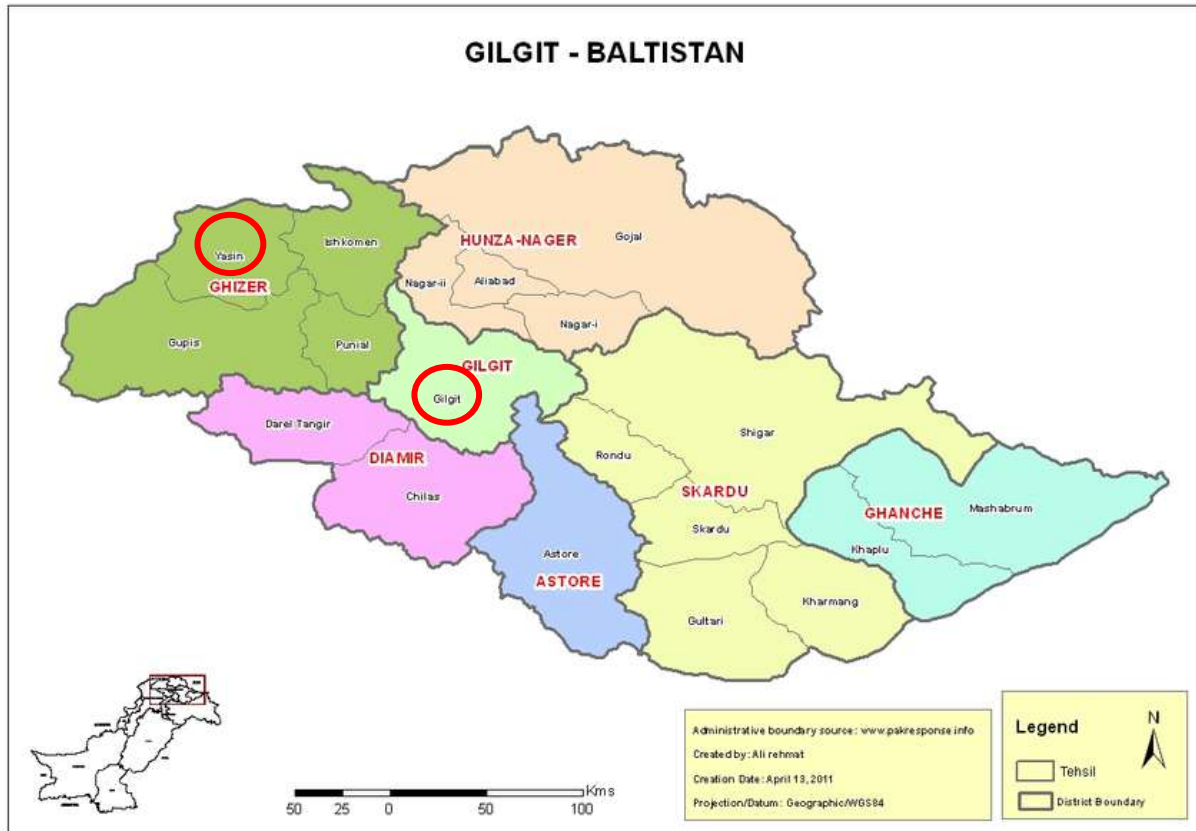 GILGIT - BALTISTAN
HUNZA-NAGER
Gojal
Ishkomen
Yasin
GHIZER
Nagar-ii
Aliabad
Nagar-i
Gupis
Punial
GILGIT
Gilgit
Darel Tangir
DIAMIR
Chilas
Rondu
Shigar
SKARDU
Skardu
GHANCHE
Mashabrum
Khaplu
Astore
ASTORE
Gultari
Kharmang
Kms
50 25 0 50 100
Administrative boundary source: www.pakresponse.info
Created by: Ali rehmat
Creation Date: April 13, 2011
Projection/Datum: Geographic/WGS84
Legend
N
Tehsil
District Boundary